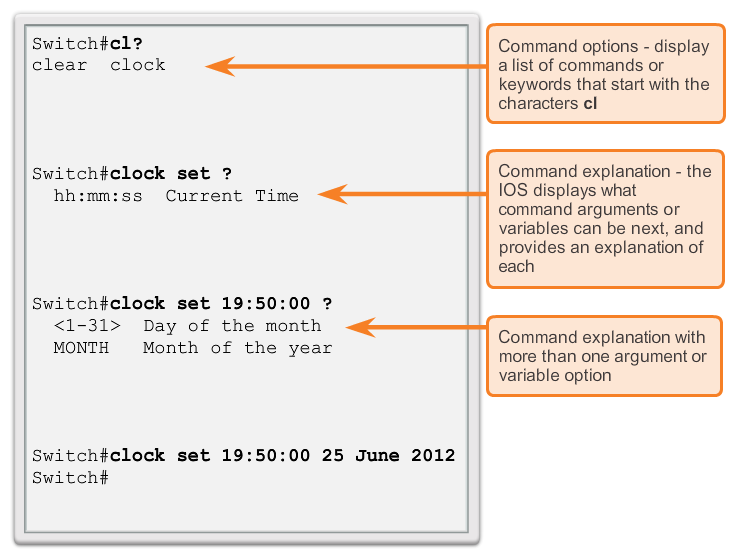 Switch#cl?
clear  clock
Command options - display
a list of commands or
keywords that start with the
characters cl
Switch#clock set ?
  hh:mm:ss  Current Time
Command explanation - the
IOS displays what
command arguments or
variables can be next, and
provides an explanation of
each
Switch#clock set 19:50:00 ?
  <1-31>  Day of the month
  MONTH   Month of the year
Command explanation with
more than one argument or
variable option
Switch#clock set 19:50:00 25 June 2012
Switch#